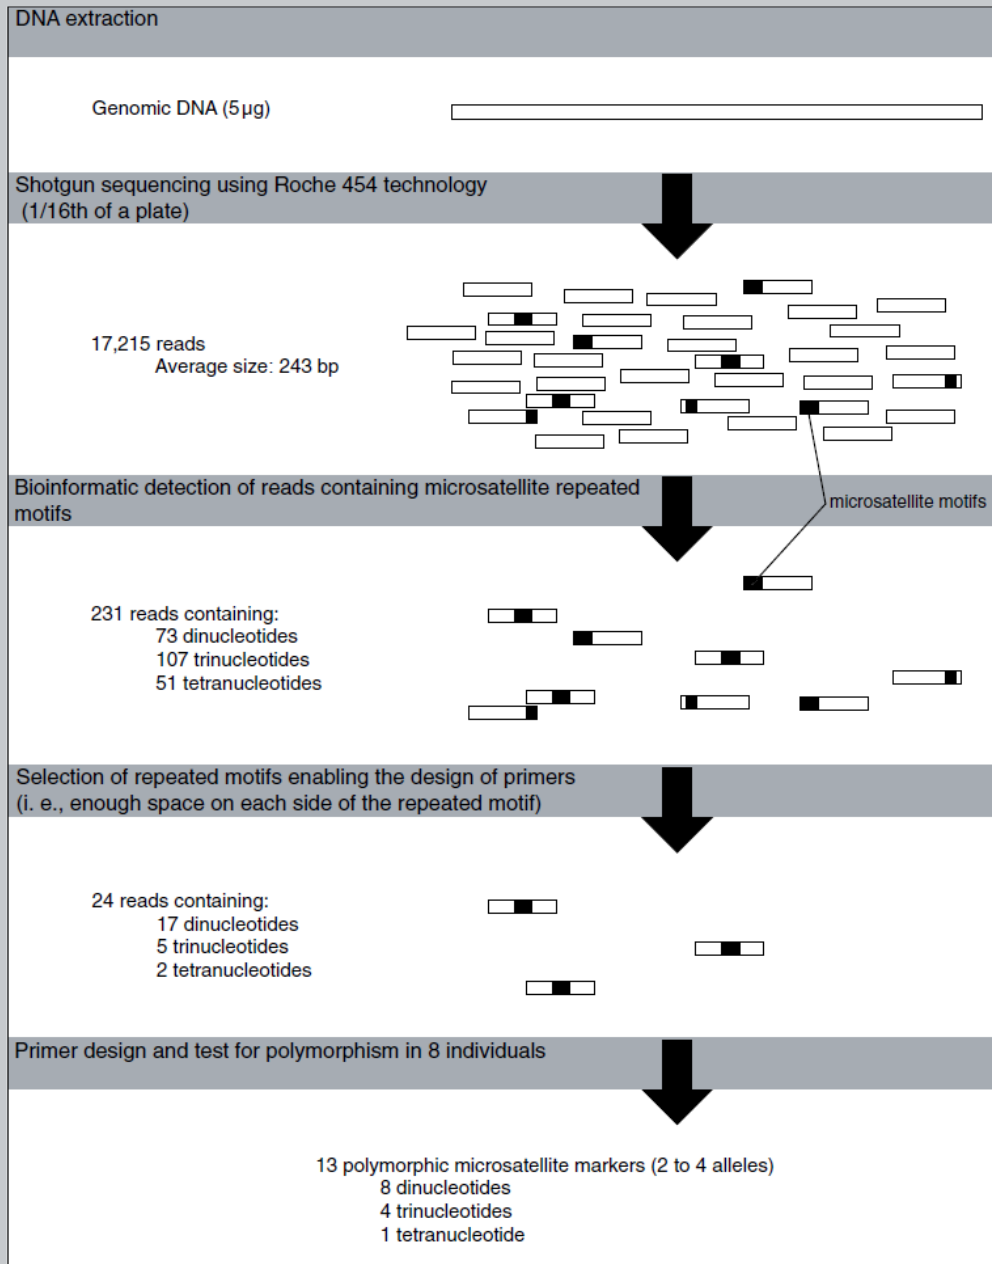 DNA extraction
Genomic DNA (5 µg)
Shotgun sequencing using Roche 454 technology
(1/16th of a plate)
17,215 reads
Average size: 243 bp
Bioinformatic detection of reads containing microsatellite repeated
motifs
microsatellite motifs
231 reads containing:
73 dinucleotides
107 trinucleotides
51 tetranucleotides
Selection of repeated motifs enabling the design of primers
(i. e., enough space on each side of the repeated motif)
24 reads containing:
17 dinucleotides
5 trinucleotides
2 tetranucleotides
Primer design and test for polymorphism in 8 individuals
13 polymorphic microsatellite markers (2 to 4 alleles)
8 dinucleotides
4 trinucleotides
1 tetranucleotide